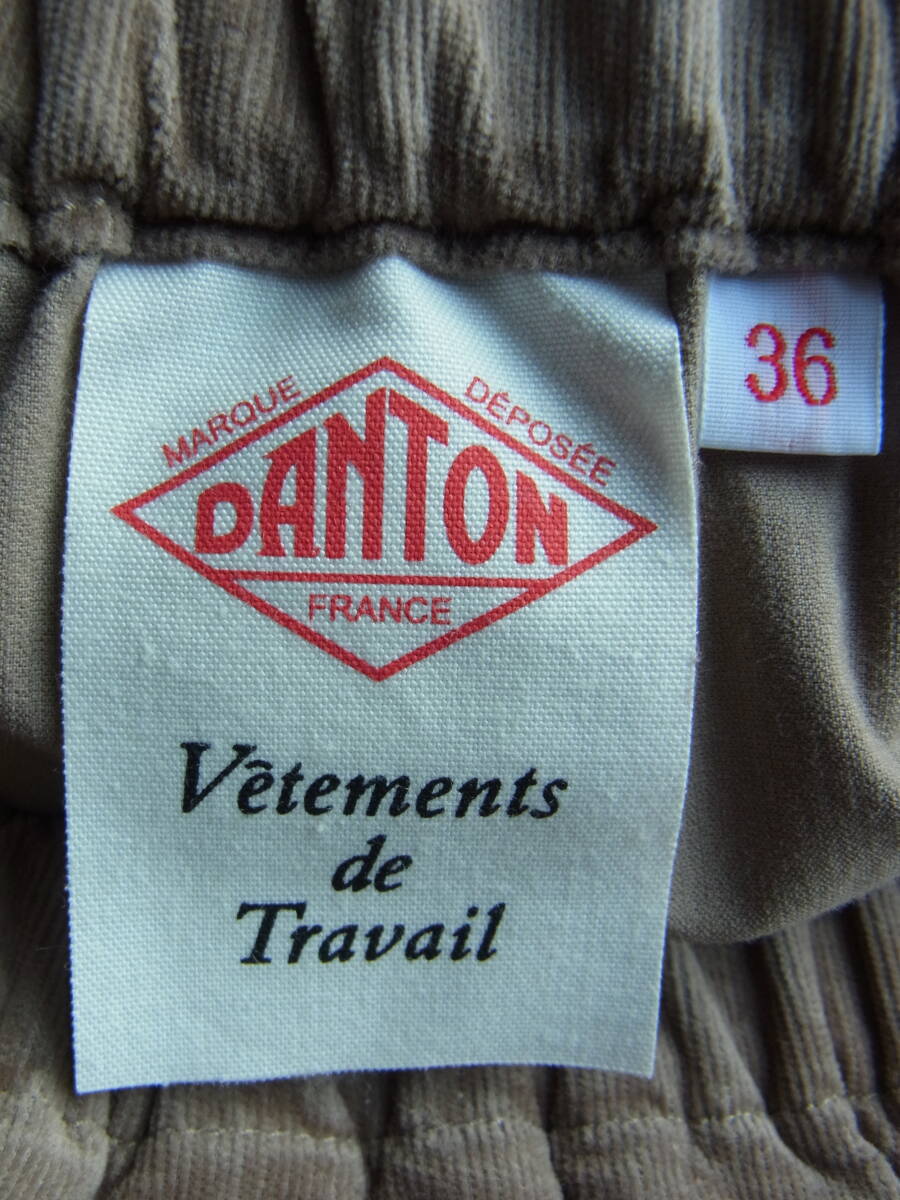 MARQUE DÉPOSÉE
DANTON
FRANCE
Vêtements
de
Travail
36